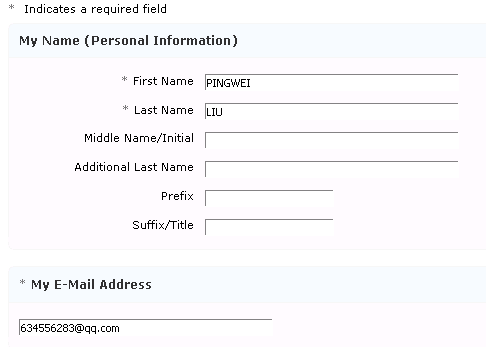 * Indicates a required field
My Name (Personal Information)
* First Name PINGWEI
* Last Name LIU
Middle Name/Initial
Additional Last Name
Prefix
Suffix/Title
* My E-Mail Address
634556283@qq.com